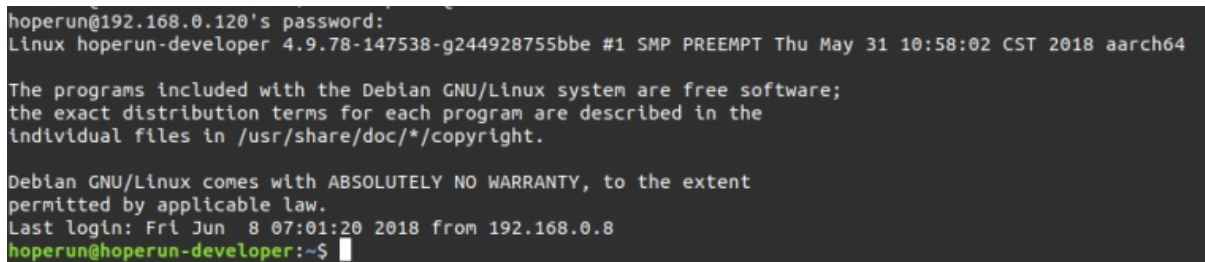 hoperun@192.168.0.120's password:
Linux hoperun-developer 4.9.78-147538-g244928755bbe #1 SMP PREEMPT Thu May 31 10:58:02 CST 2018 aarch64
The programs included with the Debian GNU/Linux system are free software;
the exact distribution terms for each program are described in the
individual files in /usr/share/doc/*/copyright.
Debian GNU/Linux comes with ABSOLUTELY NO WARRANTY, to the extent
permitted by applicable law.
Last login: Fri Jun  8 07:01:20 2018 from 192.168.0.8
hoperun@hoperun-developer:~$